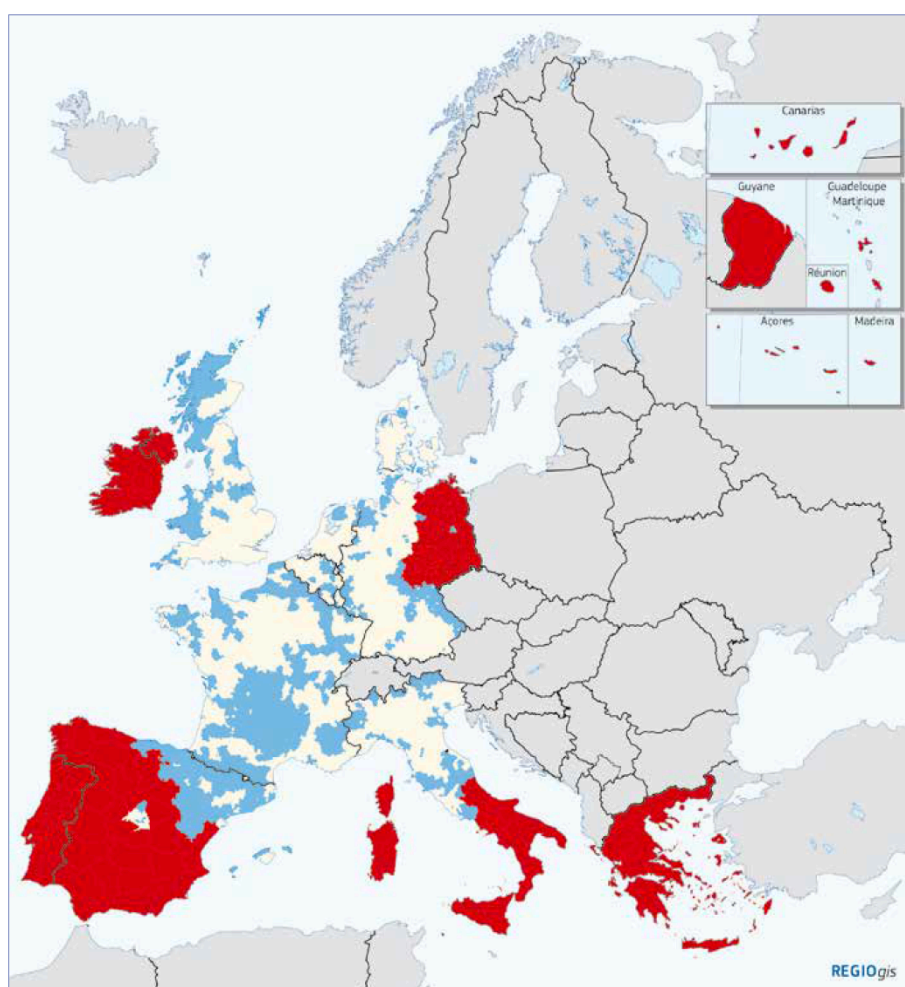 Canarias
Guyane
Guadeloupe
Martinique
Réunion
Açores
Madeira
REGIOgis